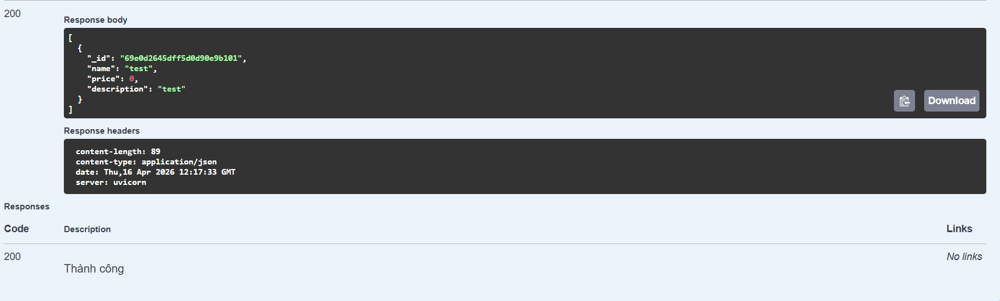 200
Response body
[
  {
    "_id": "69e0d2645dff5d0d90e9b101",
    "name": "test",
    "price": 0,
    "description": "test"
  }
]
Download
Response headers
content-length: 89
content-type: application/json
date: Thu,16 Apr 2026 12:17:33 GMT
server: uvicorn
Responses
Code Description Links
200 No links
Thành công